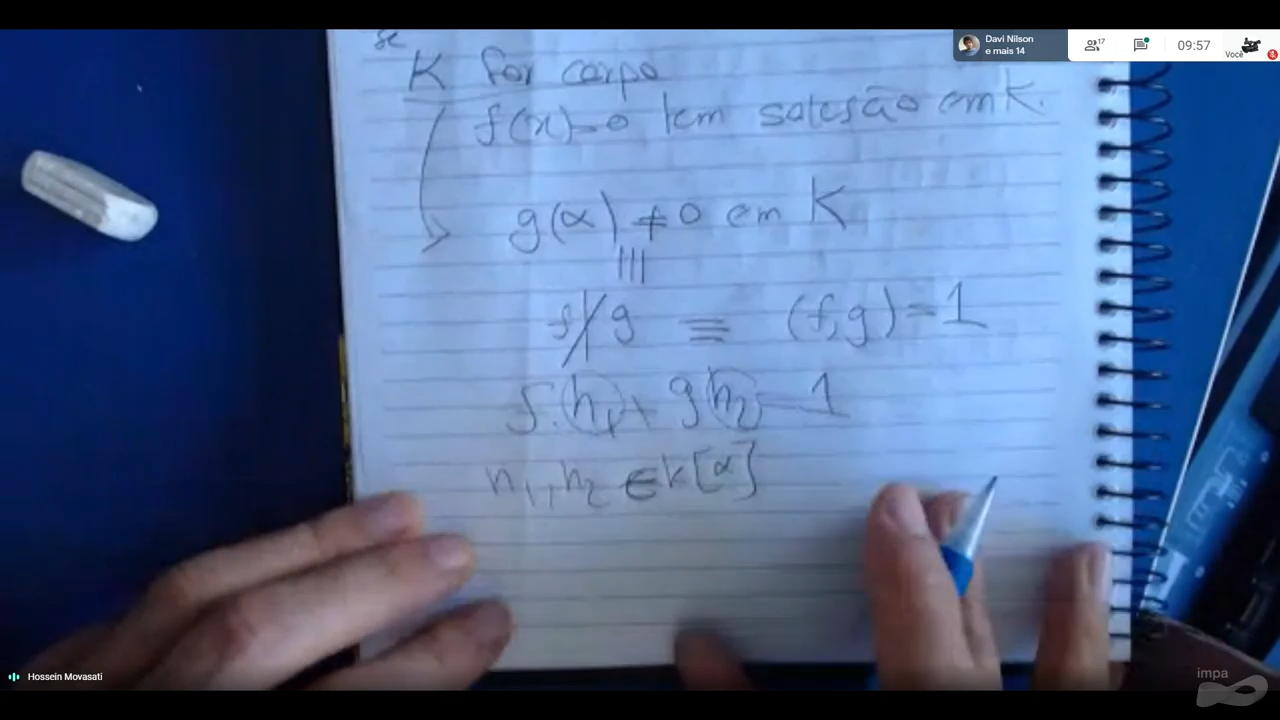 Davi Nilson
e mais 14
17
09:57
Você
se
K for corpo
f(x)=0 tem solução em K.
g(α) ≠ 0 em K
|||
f∤g ≡ (f,g)=1
f.(h₁)+g(h₂)=1
h₁,h₂ ∈ k[α]
Hossein Movasati
impa